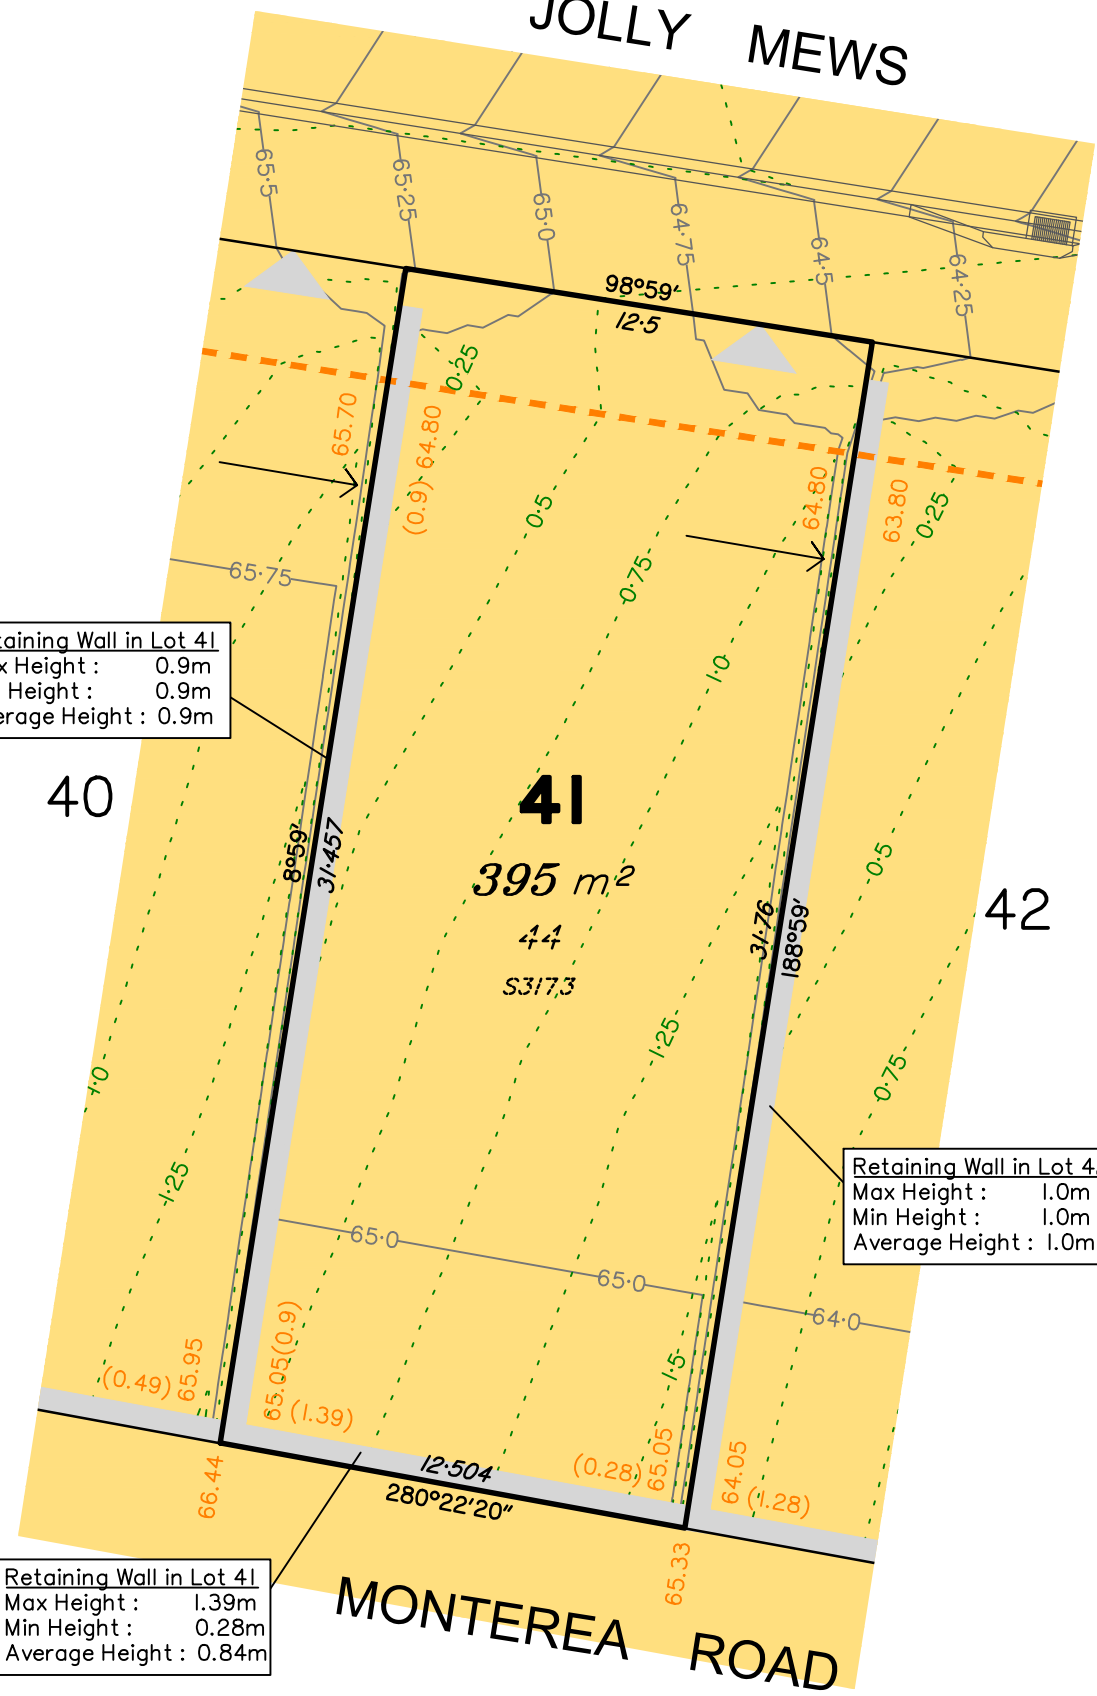 JOLLY MEWS
65·5
65·25
65·0
64·75
64·5
64·25
98°59'
12·5
0·25
65.70
(0.9) 64.80
0·5
0·75
1·0
64.80
63.80
0·25
65·75
taining Wall in Lot 41
x Height : 0.9m
Height : 0.9m
erage Height : 0.9m
40
41
395 m²
44
S3173
42
8°59'
31·457
31·76
188°59'
0·5
0·75
1·0
1·25
1·25
Retaining Wall in Lot
Max Height : 1.0m
Min Height : 1.0m
Average Height : 1.0m
65·0
65·0
64·0
1·5
(0.49)
65.95
65.05(0.9)
(1.39)
(0.28)
65.05
64.05
(1.28)
12·504
280°22'20"
66.44
65.33
Retaining Wall in Lot 41
Max Height : 1.39m
Min Height : 0.28m
Average Height : 0.84m
MONTEREA ROAD